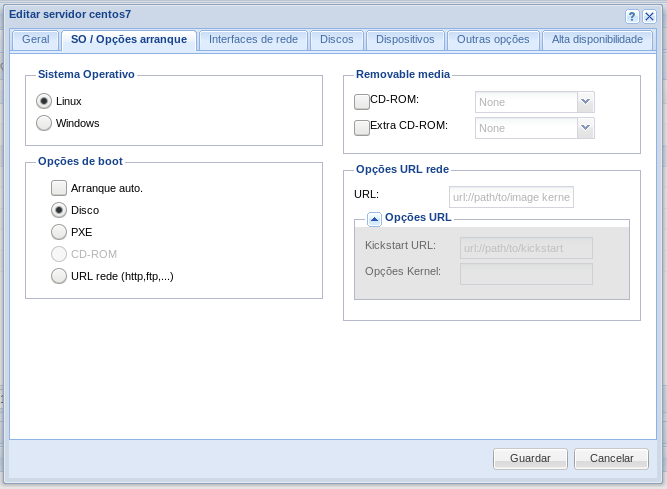 Editar servidor centos7
Geral
SO / Opções arranque
Interfaces de rede
Discos
Dispositivos
Outras opções
Alta disponibilidade
Sistema Operativo
Linux
Windows
Opções de boot
Arranque auto.
Disco
PXE
CD-ROM
URL rede (http,ftp,...)
Removable media
CD-ROM: None
Extra CD-ROM: None
Opções URL rede
URL: url://path/to/image kerne
Opções URL
Kickstart URL: url://path/to/kickstart
Opções Kernel:
Guardar
Cancelar